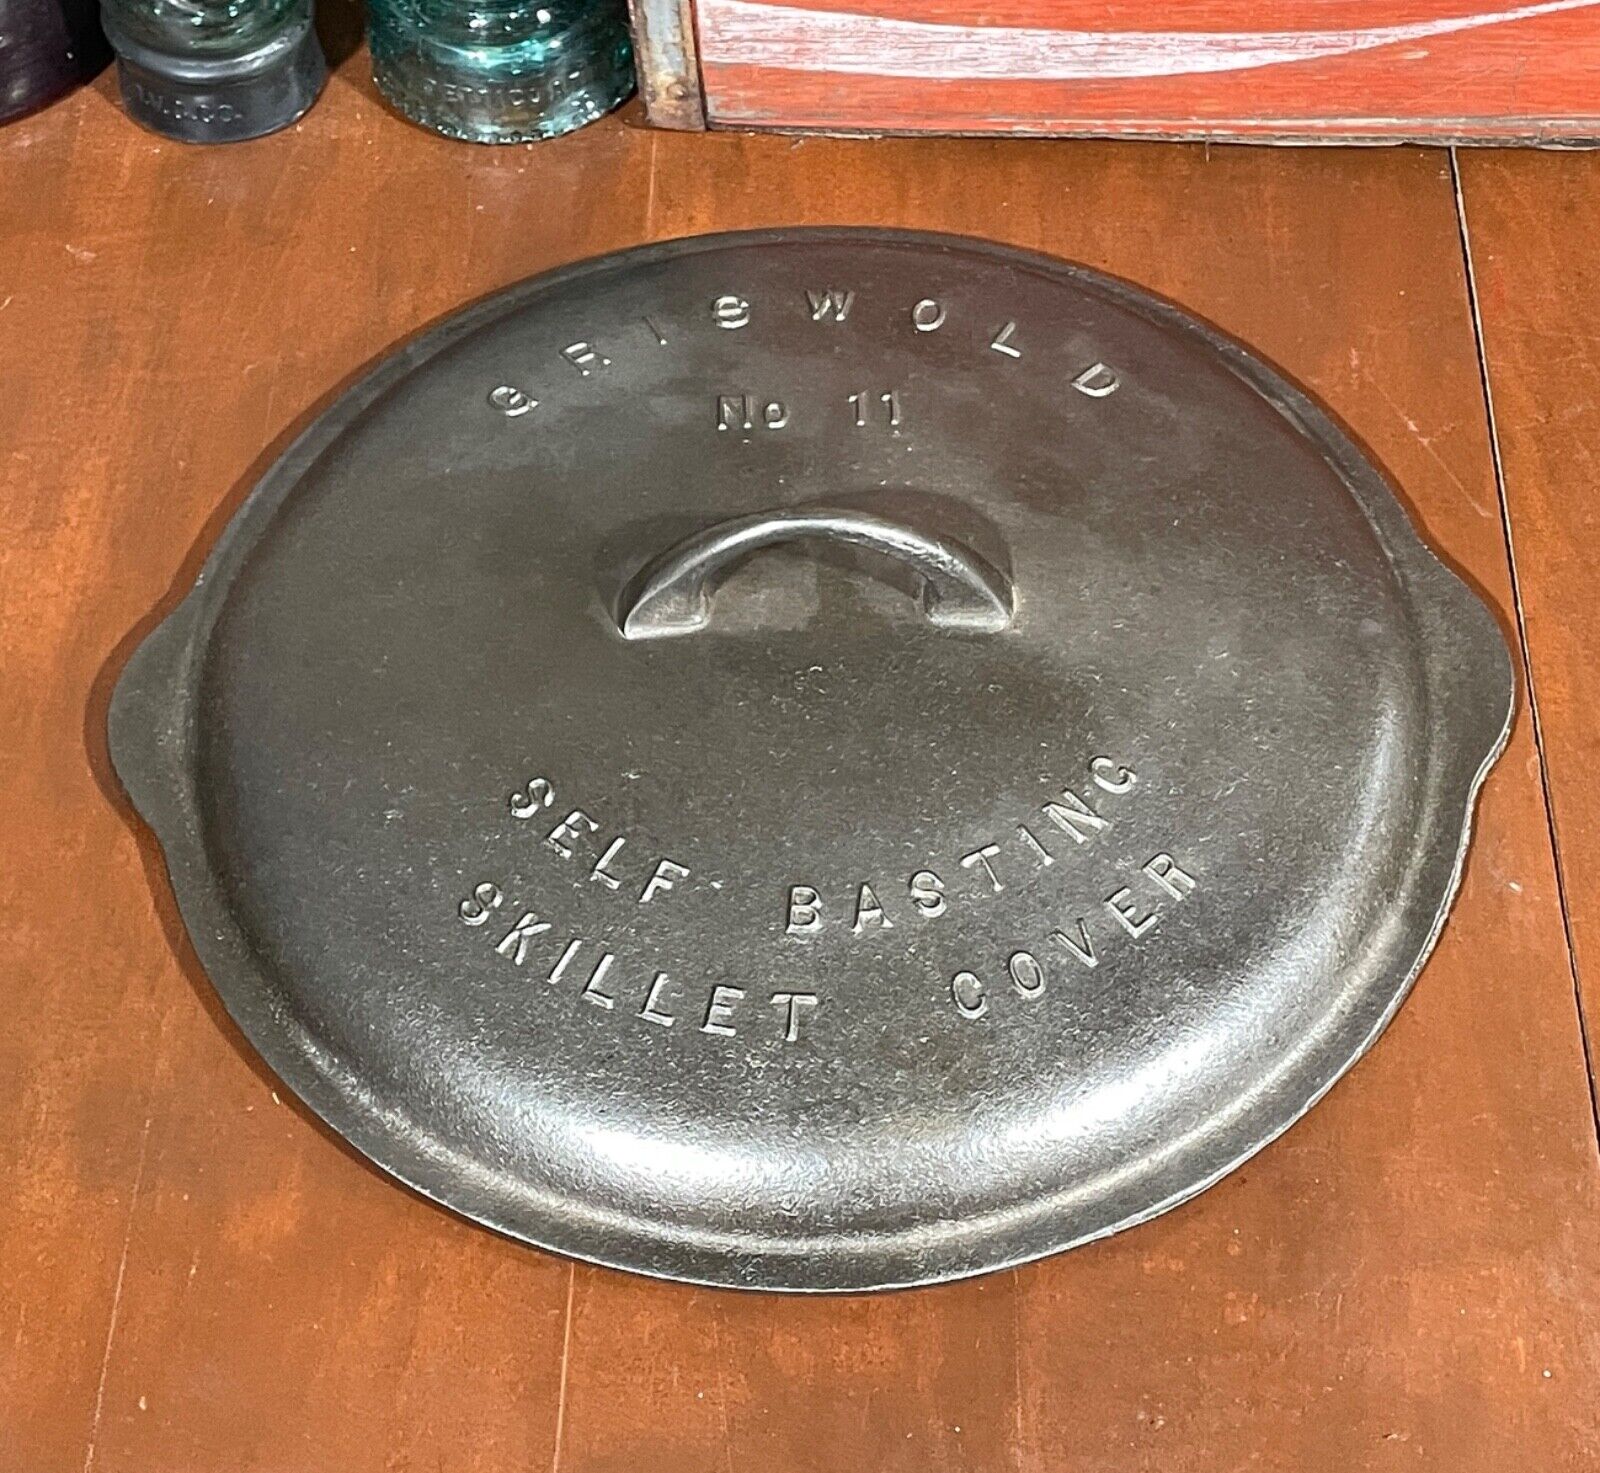 GRISWOLD
No 11
SELF BASTING
SKILLET COVER